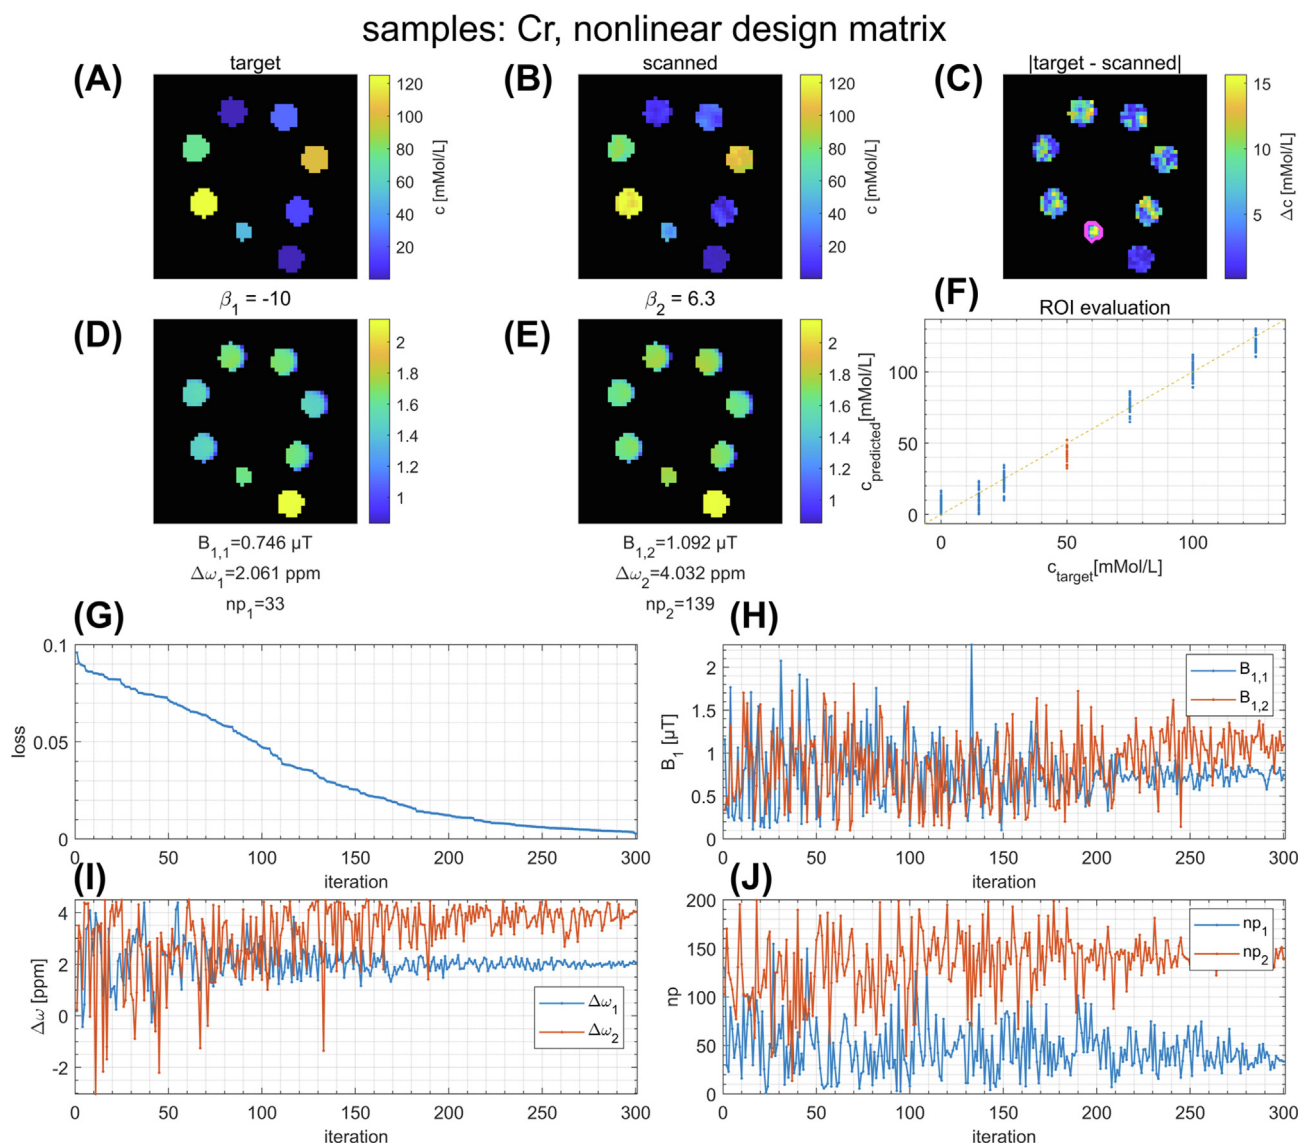 samples: Cr, nonlinear design matrix
(A)
target
120
100
80
60
40
20
c [mMol/L]
(B)
scanned
120
100
80
60
40
20
c [mMol/L]
(C)
|target - scanned|
15
10
5
Δc [mMol/L]
β1 = -10
(D)
2
1.8
1.6
1.4
1.2
1
B1,1=0.746 µT
Δω1=2.061 ppm
np1=33
β2 = 6.3
(E)
2
1.8
1.6
1.4
1.2
1
B1,2=1.092 µT
Δω2=4.032 ppm
np2=139
(F)
ROI evaluation
cpredicted[mMol/L]
100
50
0
0 50 100
ctarget[mMol/L]
(G)
loss
0.1
0.05
0
0 50 100 150 200 250 300
iteration
(H)
B1 [µT]
2
1.5
1
0.5
0
B1,1
B1,2
0 50 100 150 200 250 300
iteration
(I)
Δω [ppm]
4
2
0
-2
Δω1
Δω2
0 50 100 150 200 250 300
iteration
(J)
np
200
150
100
50
0
np1
np2
0 50 100 150 200 250 300
iteration